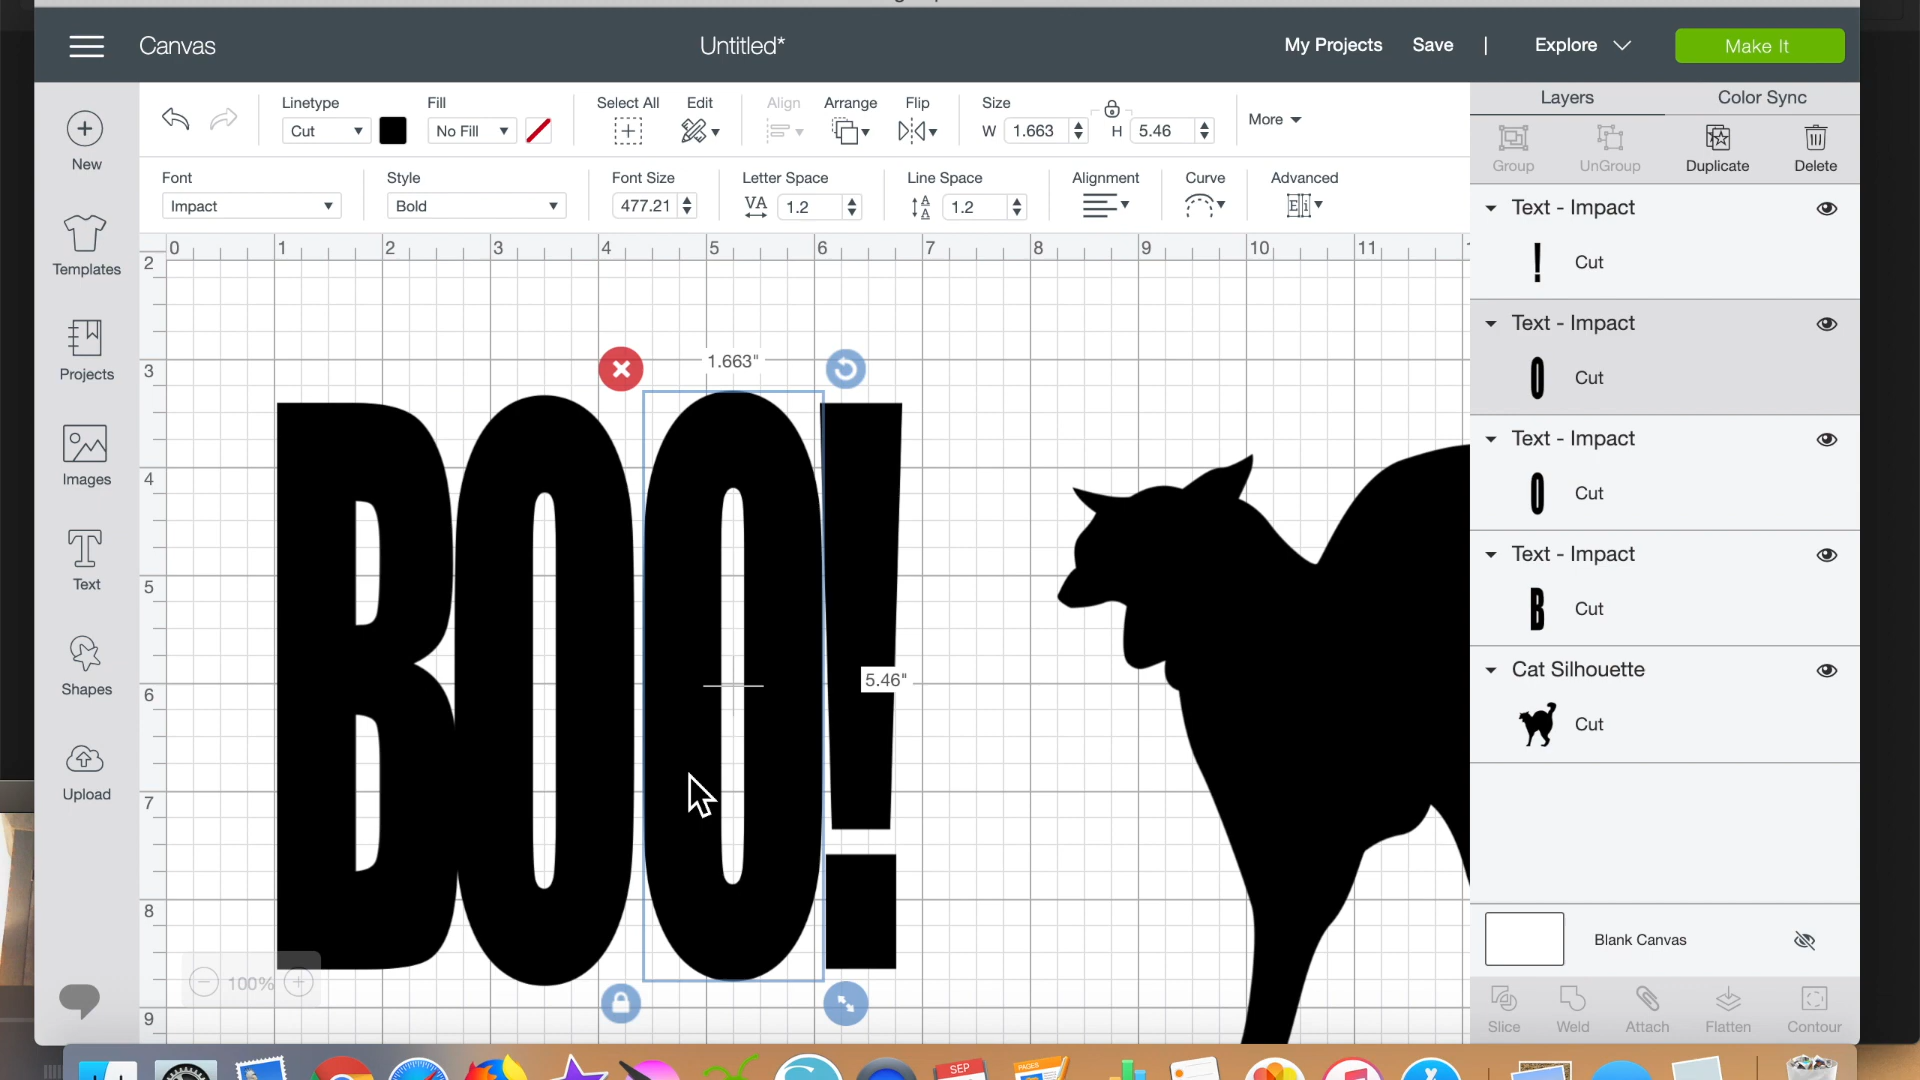 Canvas
Untitled*
My Projects
Save
|
Explore
Make It
Linetype
Fill
Select All
Edit
Align
Arrange
Flip
Size
Cut
No Fill
W
1.663
H
5.46
More
Font
Style
Font Size
Letter Space
Line Space
Alignment
Curve
Advanced
Impact
Bold
477.21
VA
1.2
1.2
New
Templates
Projects
Images
Text
Shapes
Upload
0 1 2 3 4 5 6 7 8 9 10 11
2
3
4
5
6
7
8
9
1.663"
5.46"
BOO!
100%
Layers
Color Sync
Group
UnGroup
Duplicate
Delete
Text - Impact
! Cut
Text - Impact
O Cut
Text - Impact
O Cut
Text - Impact
B Cut
Cat Silhouette
Cut
Blank Canvas
Slice
Weld
Attach
Flatten
Contour
SEP
PAGES